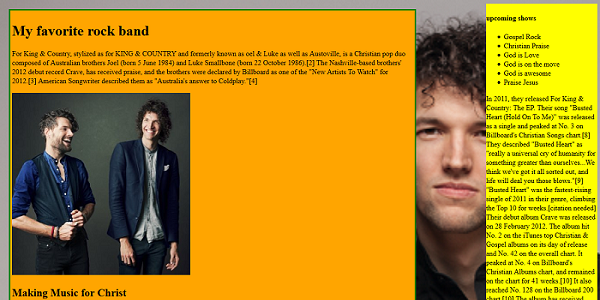 My favorite rock band
For King & Country, stylized as for KING & COUNTRY and formerly known as oel & Luke as well as Austoville, is a Christian pop duo
composed of Australian brothers Joel (born 5 June 1984) and Luke Smallbone (born 22 October 1986).[2] The Nashville-based brothers'
2012 debut record Crave, has received praise, and the brothers were declared by Billboard as one of the "New Artists To Watch" for
2012.[3] American Songwriter described them as "Australia's answer to Coldplay."[4]
Making Music for Christ
upcoming shows
Gospel Rock
Christian Praise
God is Love
God is on the move
God is awesome
Praise Jesus
In 2011, they released For King &
Country: The EP. Their song "Busted
Heart (Hold On To Me)" was released
as a single and peaked at No. 3 on
Billboard's Christian Songs chart.[8]
They described "Busted Heart" as
"really a universal cry of humanity for
something greater than ourselves...We
think we've got it all sorted out, and
life will deal you those blows."[9]
"Busted Heart" was the fastest-rising
single of 2011 in their genre, climbing
the Top 10 for weeks.[citation needed]
Their debut album Crave was released
on 28 February 2012. The album hit
No. 2 on the iTunes top Christian &
Gospel albums on its day of release
and No. 42 on the overall chart. It
peaked at No. 4 on Billboard's
Christian Albums chart, and remained
on the chart for 41 weeks.[10] It also
reached No. 128 on the Billboard 200
chart.[10] The album has received